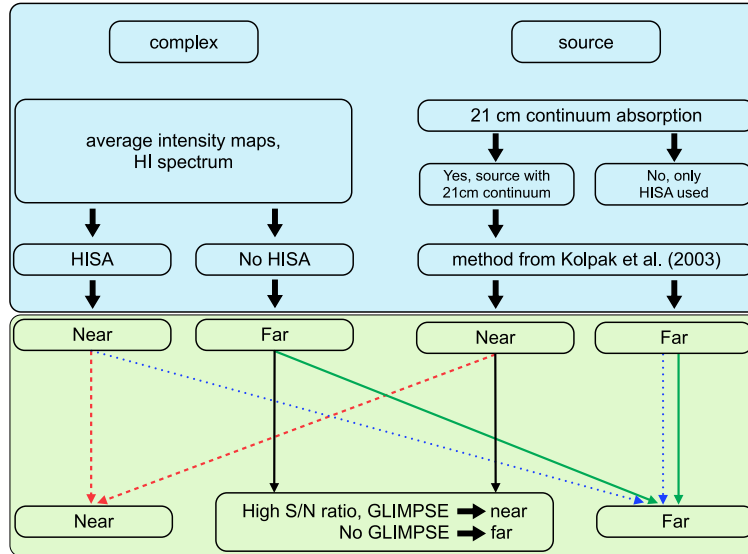 complex
source
average intensity maps,
HI spectrum
21 cm continuum absorption
Yes, source with
21cm continuum
No, only
HISA used
HISA
No HISA
method from Kolpak et al. (2003)
Near
Far
Near
Far
Near
High S/N ratio, GLIMPSE near
No GLIMPSE far
Far